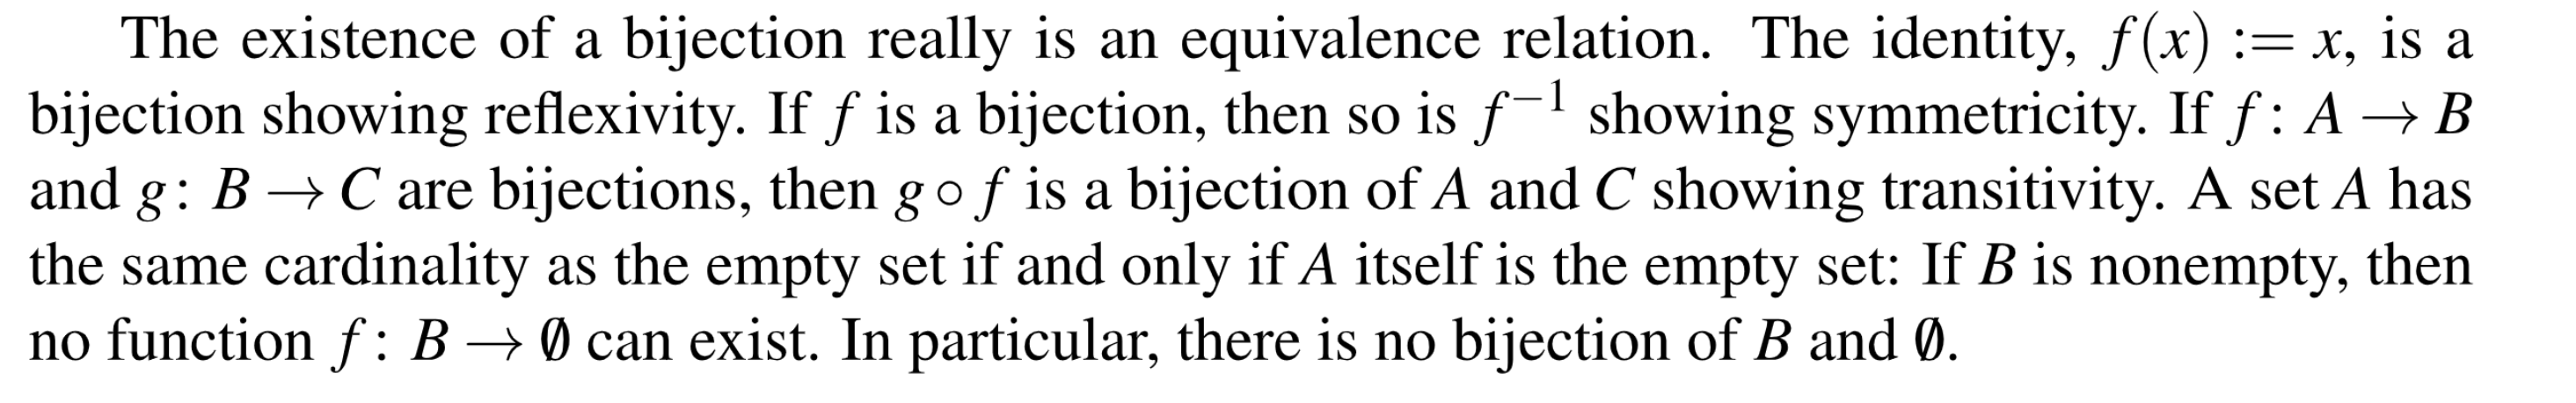 The existence of a bijection really is an equivalence relation. The identity, f(x) := x, is a
bijection showing reflexivity. If f is a bijection, then so is f⁻¹ showing symmetricity. If f : A → B
and g : B → C are bijections, then g ∘ f is a bijection of A and C showing transitivity. A set A has
the same cardinality as the empty set if and only if A itself is the empty set: If B is nonempty, then
no function f : B → ∅ can exist. In particular, there is no bijection of B and ∅.